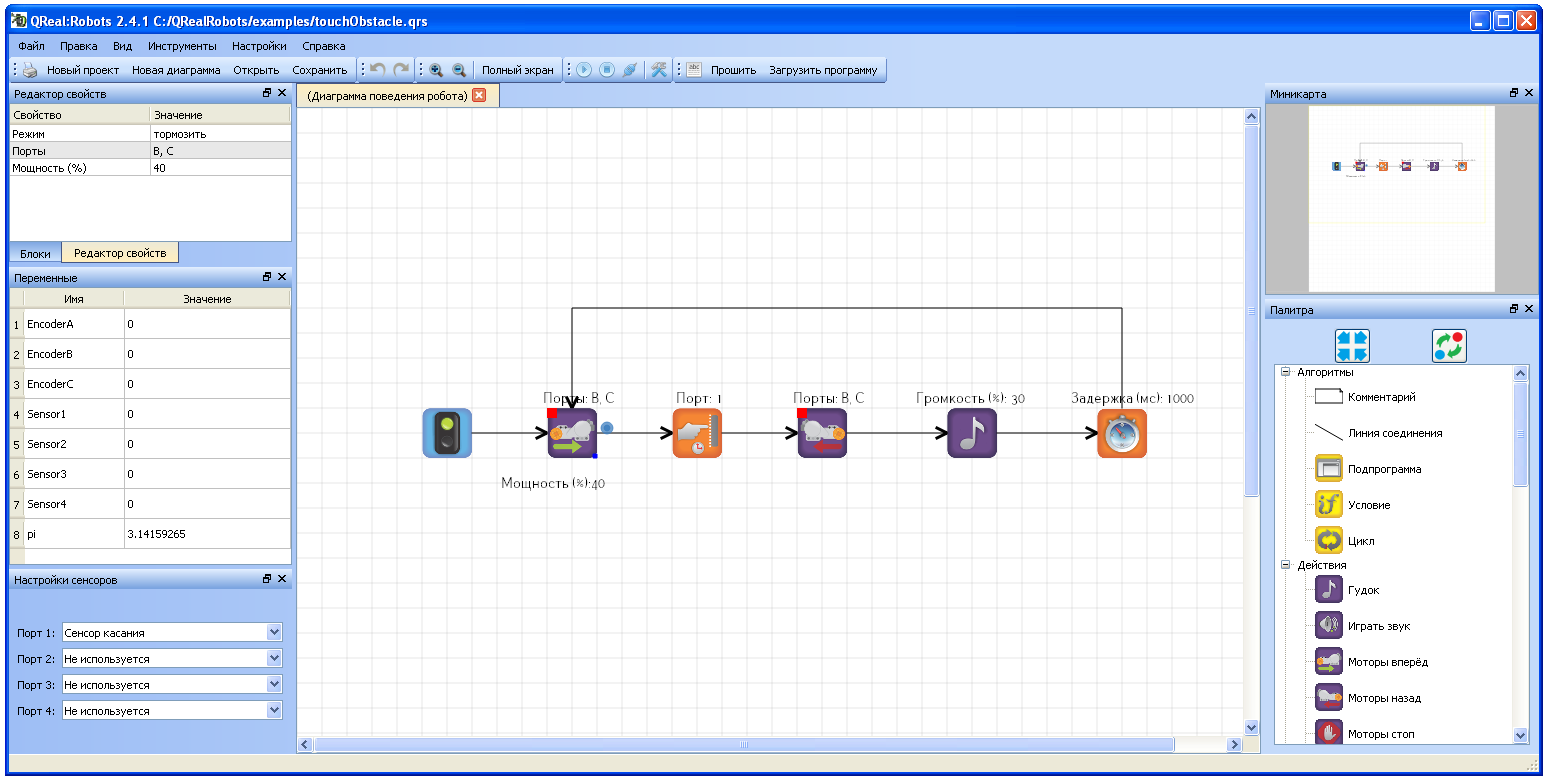 QReal:Robots 2.4.1 C:/QRealRobots/examples/touchObstacle.qrs
Файл Правка Вид Инструменты Настройки Справка
Новый проект Новая диаграмма Открыть Сохранить Полный экран abc Прошить Загрузить программу
Редактор свойств
Свойство Значение
Режим тормозить
Порты B, C
Мощность (%) 40
Блоки Редактор свойств
Переменные
Имя Значение
1 EncoderA 0
2 EncoderB 0
3 EncoderC 0
4 Sensor1 0
5 Sensor2 0
6 Sensor3 0
7 Sensor4 0
8 pi 3.14159265
Настройки сенсоров
Порт 1: Сенсор касания
Порт 2: Не используется
Порт 3: Не используется
Порт 4: Не используется
(Диаграмма поведения робота)
Порты: B, C Порт: 1 Порты: B, C Громкость (%): 30 Задержка (мс): 1000
Мощность (%):40
Миникарта
Палитра
Алгоритмы
Комментарий
Линия соединения
Подпрограмма
if Условие
Цикл
Действия
Гудок
Играть звук
Моторы вперёд
Моторы назад
Моторы стоп